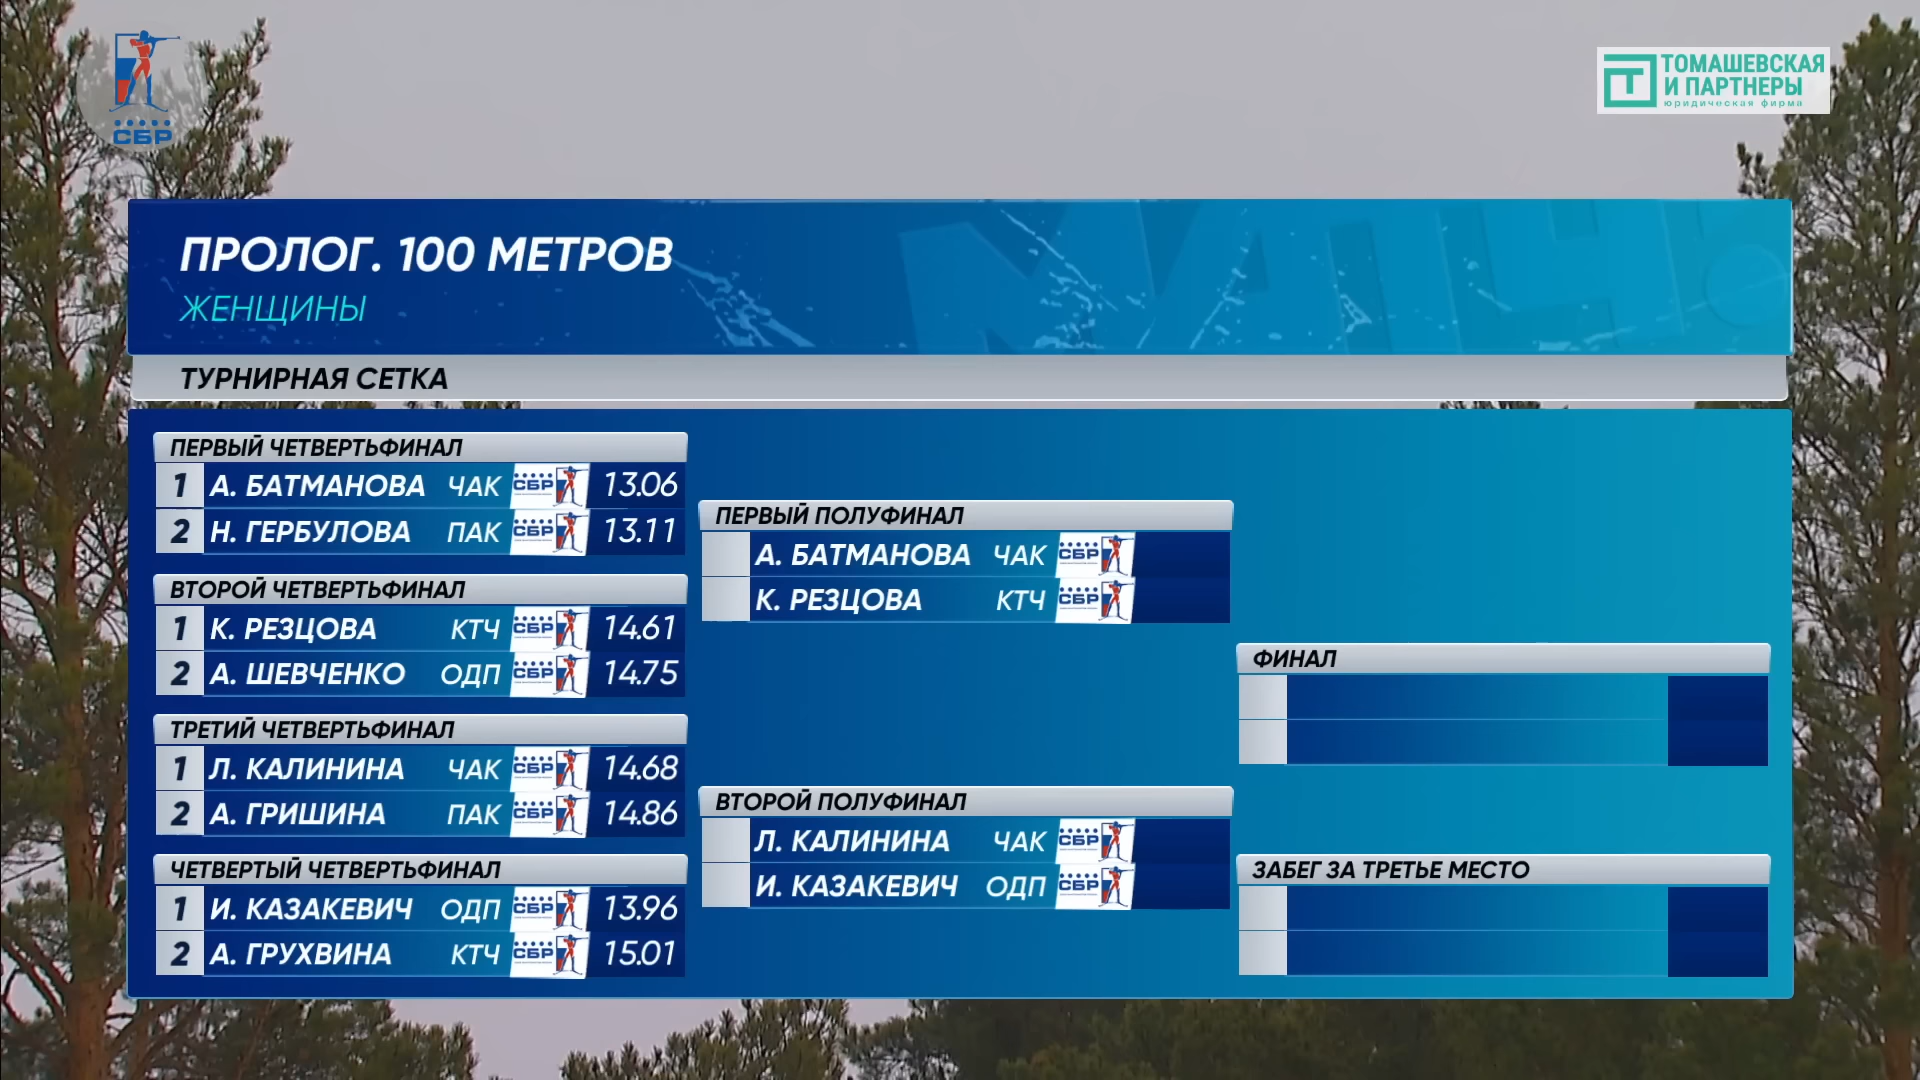 СБР
ТОМАШЕВСКАЯ
И ПАРТНЕРЫ
юридическая фирма
ПРОЛОГ. 100 МЕТРОВ
ЖЕНЩИНЫ
МАТЧ!
ТУРНИРНАЯ СЕТКА
ПЕРВЫЙ ЧЕТВЕРТЬФИНАЛ
1 А. БАТМАНОВА ЧАК СБР 13.06
2 Н. ГЕРБУЛОВА ПАК СБР 13.11
ВТОРОЙ ЧЕТВЕРТЬФИНАЛ
1 К. РЕЗЦОВА КТЧ СБР 14.61
2 А. ШЕВЧЕНКО ОДП СБР 14.75
ТРЕТИЙ ЧЕТВЕРТЬФИНАЛ
1 Л. КАЛИНИНА ЧАК СБР 14.68
2 А. ГРИШИНА ПАК СБР 14.86
ЧЕТВЕРТЫЙ ЧЕТВЕРТЬФИНАЛ
1 И. КАЗАКЕВИЧ ОДП СБР 13.96
2 А. ГРУХВИНА КТЧ СБР 15.01
ПЕРВЫЙ ПОЛУФИНАЛ
А. БАТМАНОВА ЧАК СБР
К. РЕЗЦОВА КТЧ СБР
ВТОРОЙ ПОЛУФИНАЛ
Л. КАЛИНИНА ЧАК СБР
И. КАЗАКЕВИЧ ОДП СБР
ФИНАЛ
ЗАБЕГ ЗА ТРЕТЬЕ МЕСТО